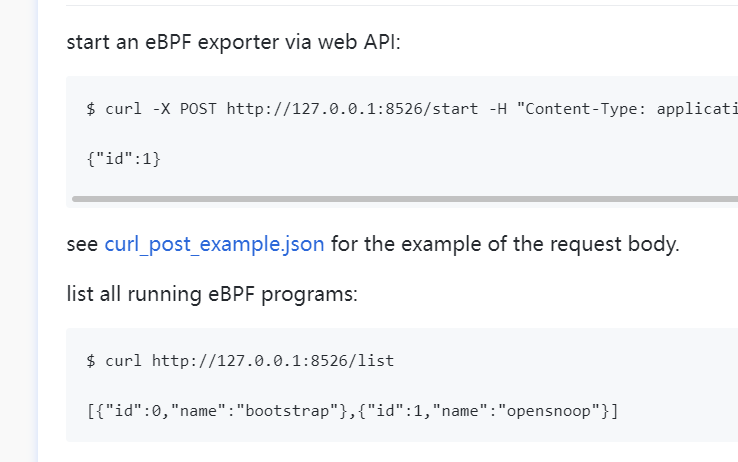 start an eBPF exporter via web API:
$ curl -X POST http://127.0.0.1:8526/start -H "Content-Type: applicati
{"id":1}
see curl_post_example.json for the example of the request body.
list all running eBPF programs:
$ curl http://127.0.0.1:8526/list
[{"id":0,"name":"bootstrap"},{"id":1,"name":"opensnoop"}]